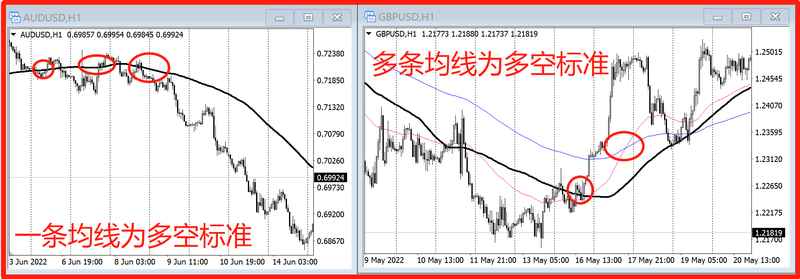 AUDUSD,H1
AUDUSD,H1 0.69857 0.69954 0.69845 0.69924
0.72380
0.71975
0.71570
0.71320
0.70790
0.70260
0.69924
0.69730
0.69200
0.68670
一条均线为多空标准
3 Jun 2022
6 Jun 19:00
8 Jun 03:00
9 Jun 11:00
10 Jun 19:00
14 Jun 03:00
GBPUSD,H1
GBPUSD,H1 1.21773 1.21880 1.21737 1.21819
多条均线为多空标准
1.25015
1.24070
1.23595
1.23120
1.22650
1.22175
1.21819
1.21700
9 May 2022
10 May 13:00
11 May 21:00
13 May 05:00
16 May 13:00
17 May 21:00
19 May 05:00
20 May 13:00